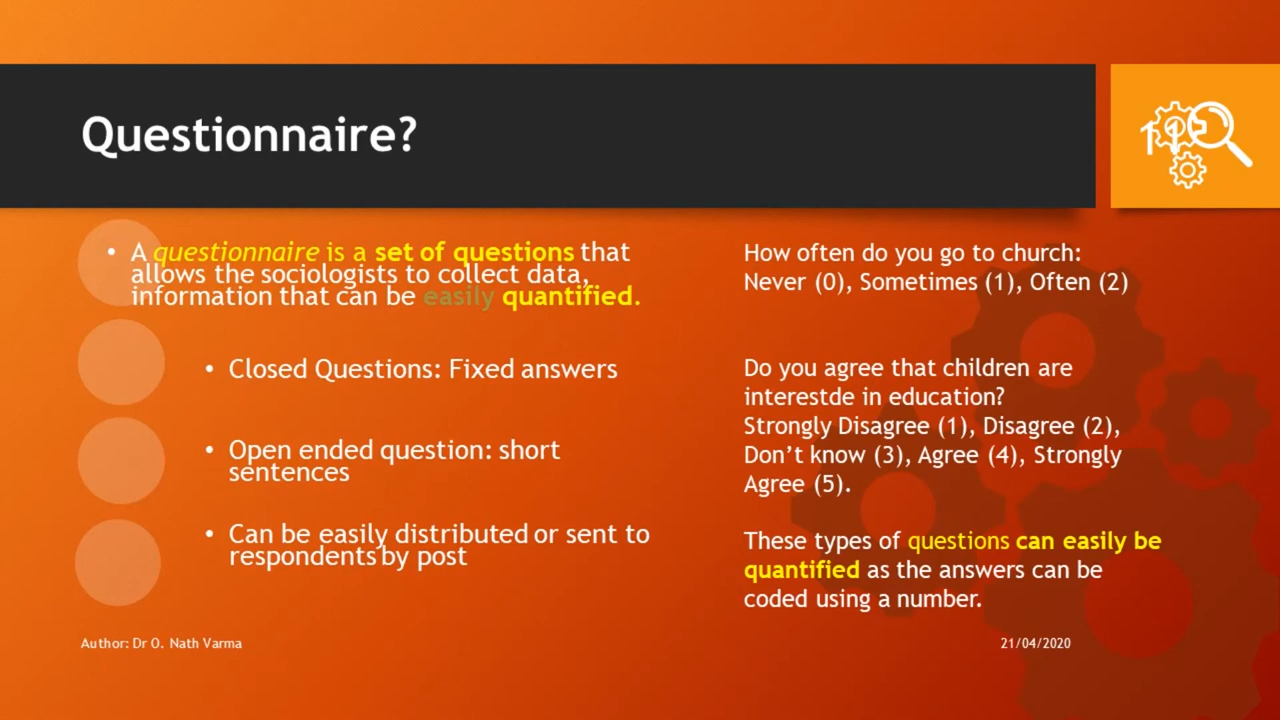 Questionnaire?
11
• A questionnaire is a set of questions that
allows the sociologists to collect data,
information that can be easily quantified.
• Closed Questions: Fixed answers
• Open ended question: short
sentences
• Can be easily distributed or sent to
respondents by post
How often do you go to church:
Never (0), Sometimes (1), Often (2)
Do you agree that children are
interestde in education?
Strongly Disagree (1), Disagree (2),
Don’t know (3), Agree (4), Strongly
Agree (5).
These types of questions can easily be
quantified as the answers can be
coded using a number.
Author: Dr O. Nath Varma
21/04/2020